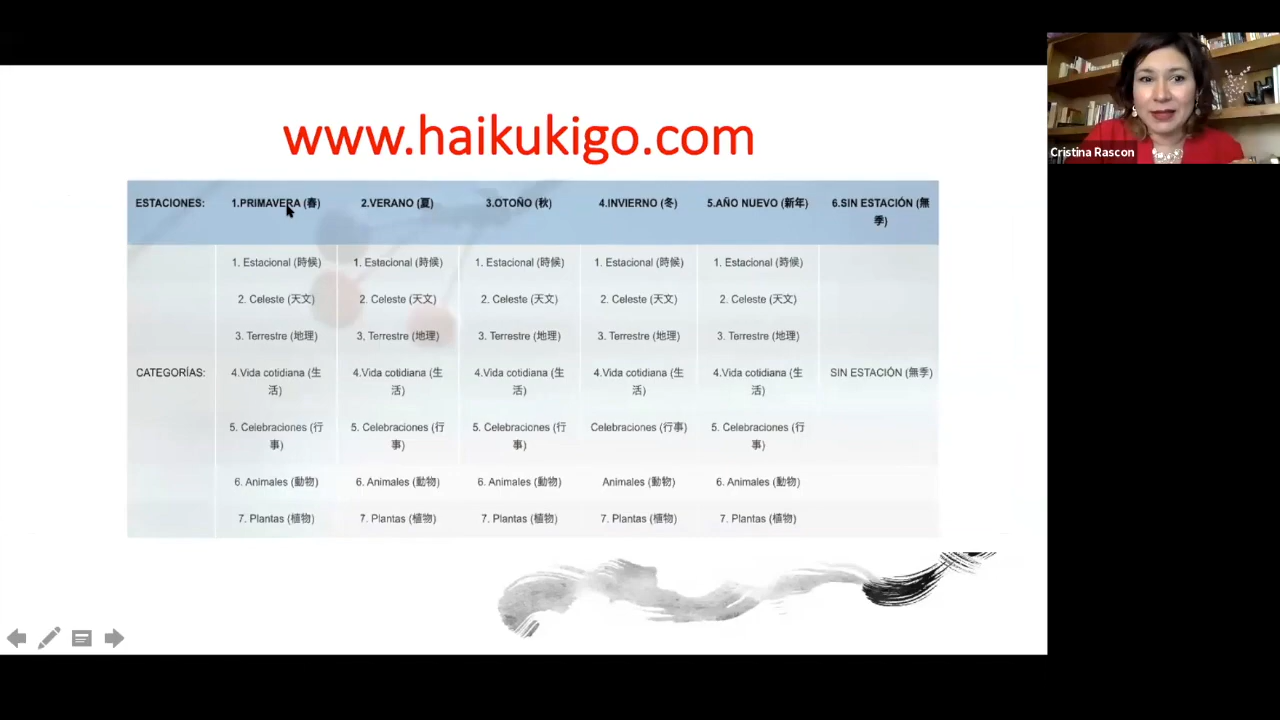 www.haikukigo.com
Cristina Rascon
ESTACIONES: 1.PRIMAVERA (春) 2.VERANO (夏) 3.OTOÑO (秋) 4.INVIERNO (冬) 5.AÑO NUEVO (新年) 6.SIN ESTACIÓN (無
季)
1. Estacional (時候) 1. Estacional (時候) 1. Estacional (時候) 1. Estacional (時候) 1. Estacional (時候)
2. Celeste (天文) 2. Celeste (天文) 2. Celeste (天文) 2. Celeste (天文) 2. Celeste (天文)
3. Terrestre (地理) 3. Terrestre (地理) 3. Terrestre (地理) 3. Terrestre (地理) 3. Terrestre (地理)
CATEGORÍAS: 4.Vida cotidiana (生 4.Vida cotidiana (生 4.Vida cotidiana (生 4.Vida cotidiana (生 4.Vida cotidiana (生 SIN ESTACIÓN (無季)
活) 活) 活) 活) 活)
5. Celebraciones (行 5. Celebraciones (行 5. Celebraciones (行 Celebraciones (行事) 5. Celebraciones (行
事) 事) 事) 事)
6. Animales (動物) 6. Animales (動物) 6. Animales (動物) Animales (動物) 6. Animales (動物)
7. Plantas (植物) 7. Plantas (植物) 7. Plantas (植物) 7. Plantas (植物) 7. Plantas (植物)